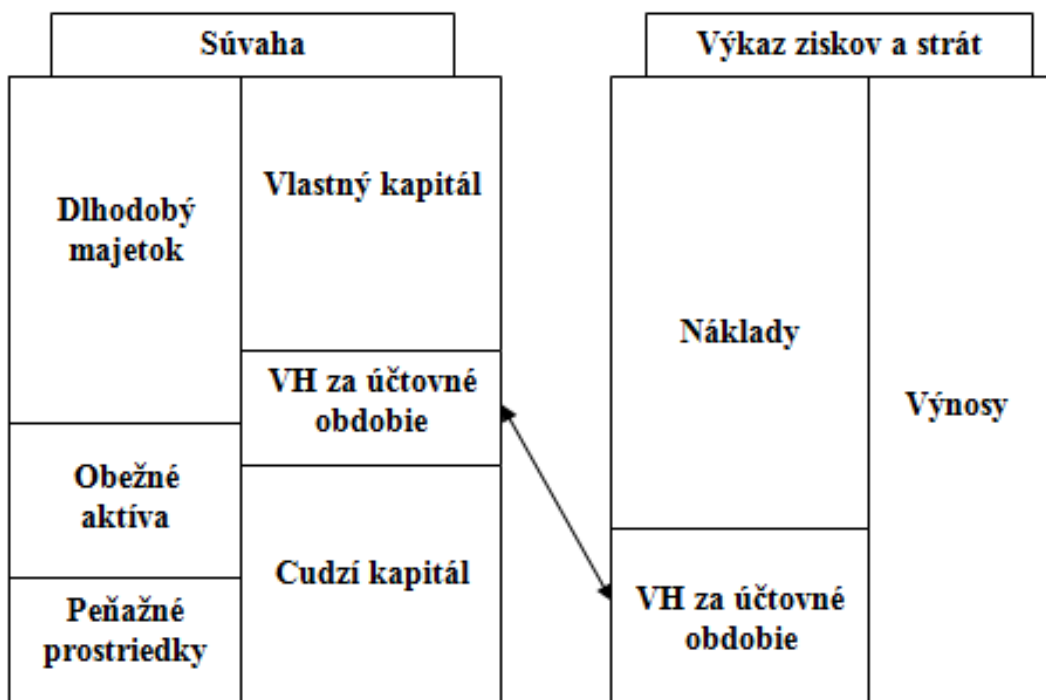 Súvaha
Výkaz ziskov a strát
Dlhodobý
majetok
Obežné
aktíva
Peňažné
prostriedky
Vlastný kapitál
VH za účtovné
obdobie
Cudzí kapitál
Náklady
VH za účtovné
obdobie
Výnosy